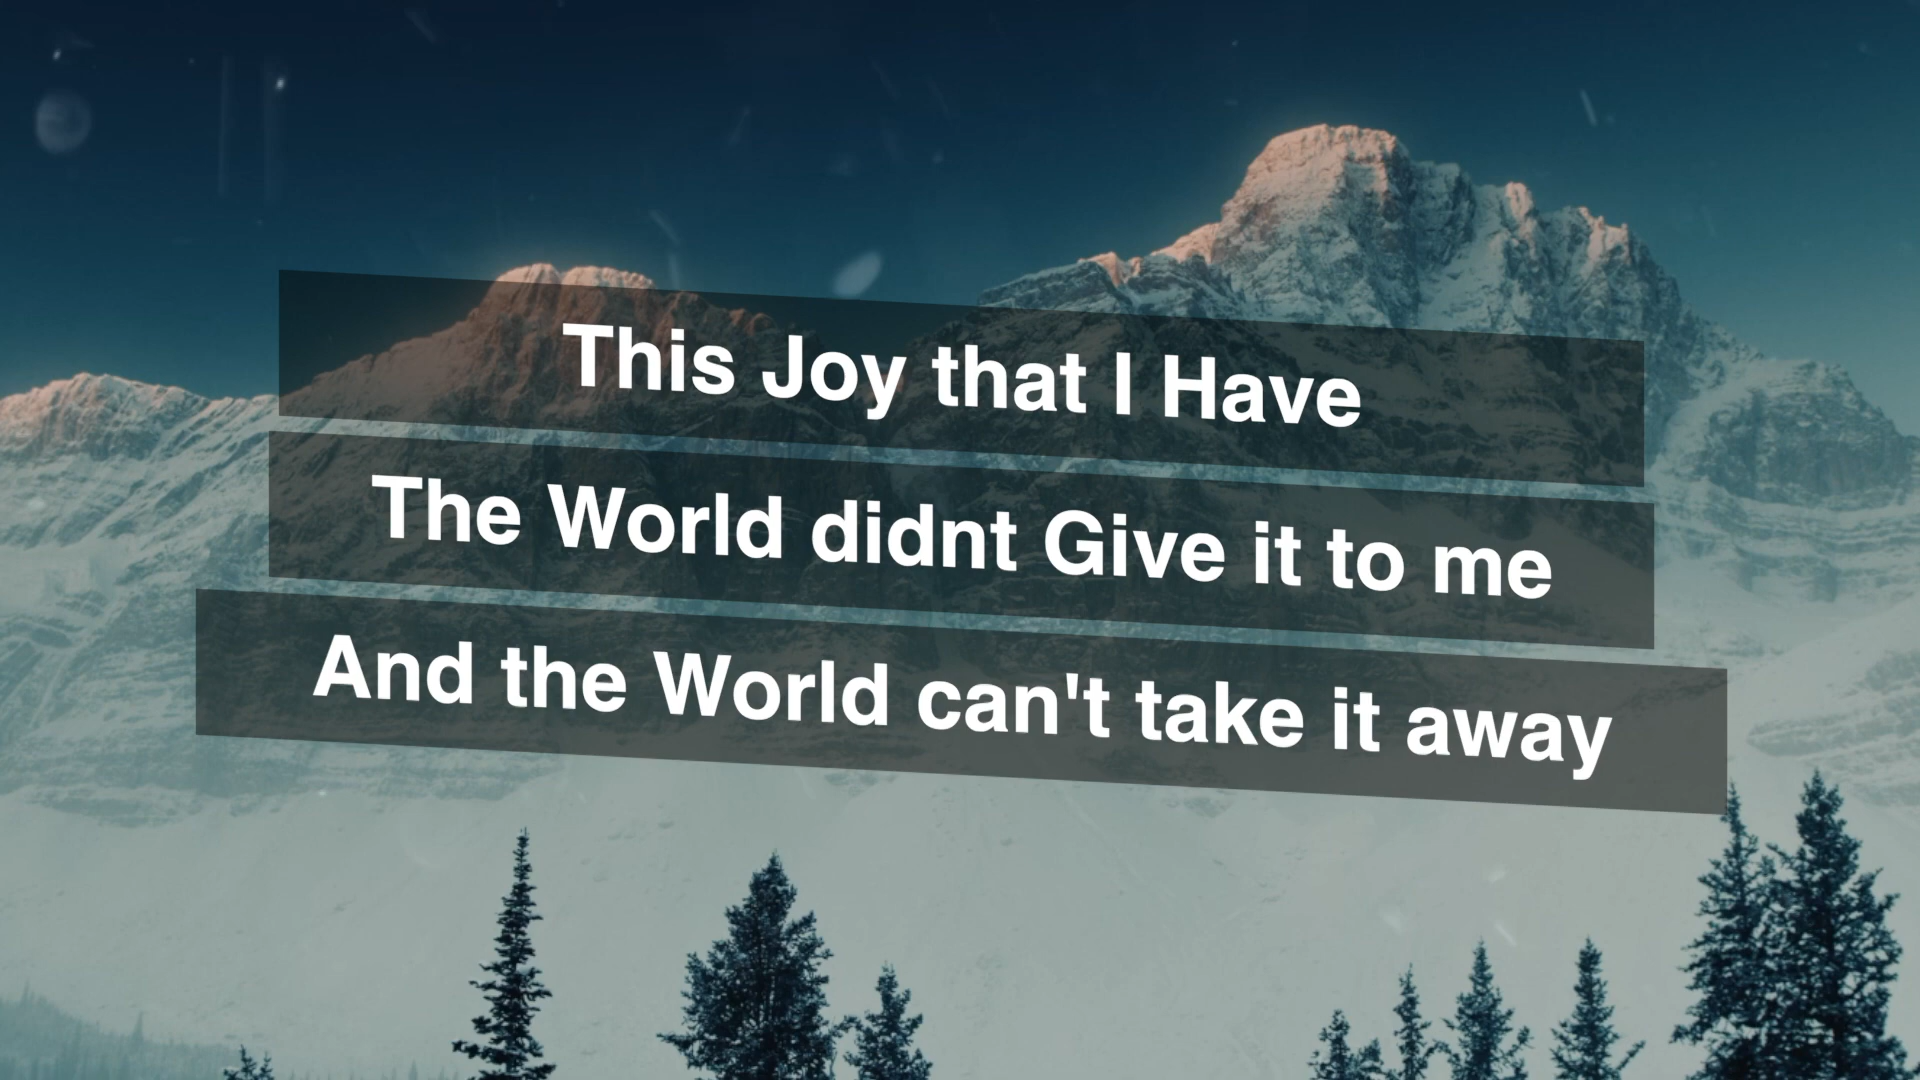 This Joy that I Have
The World didnt Give it to me
And the World can't take it away